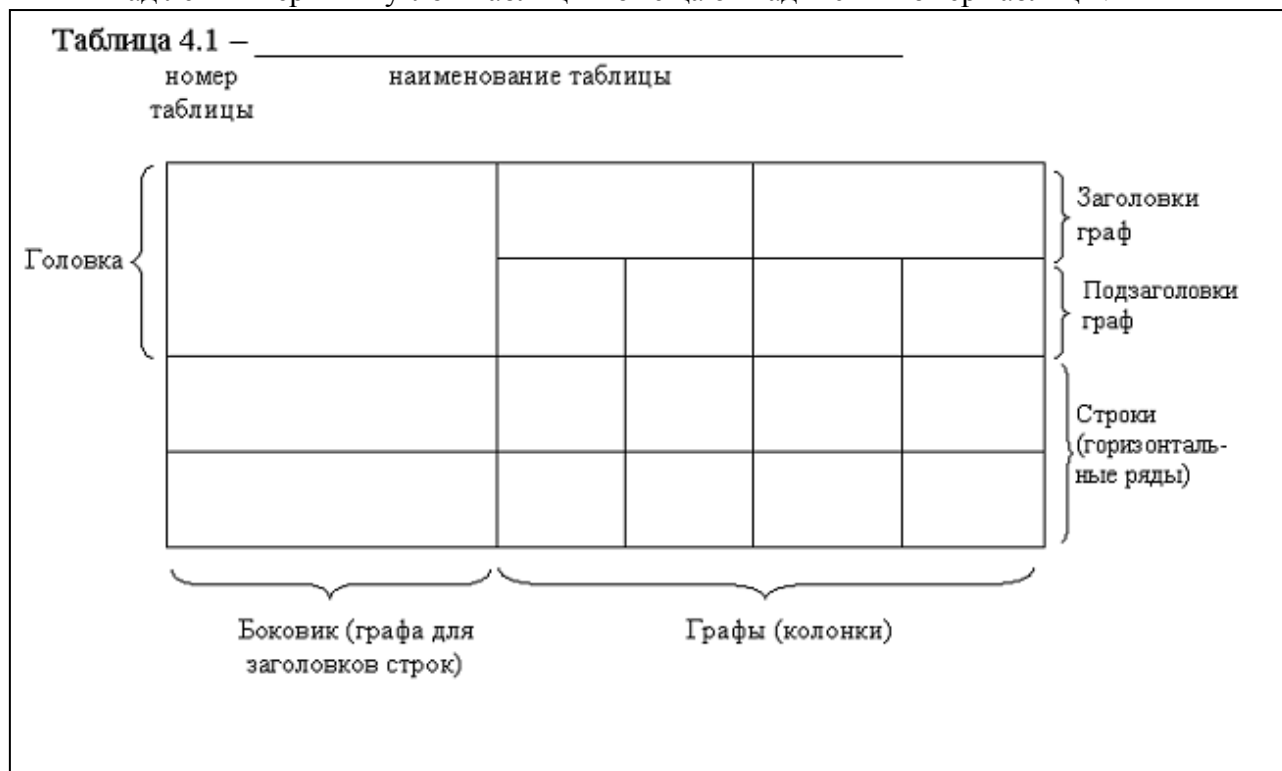 Таблица 4.1 –
номер
таблицы
наименование таблицы
Головка
Заголовки
граф
Подзаголовки
граф
Строки
(горизонталь-
ные ряды)
Боковик (графа для
заголовков строк)
Графы (колонки)